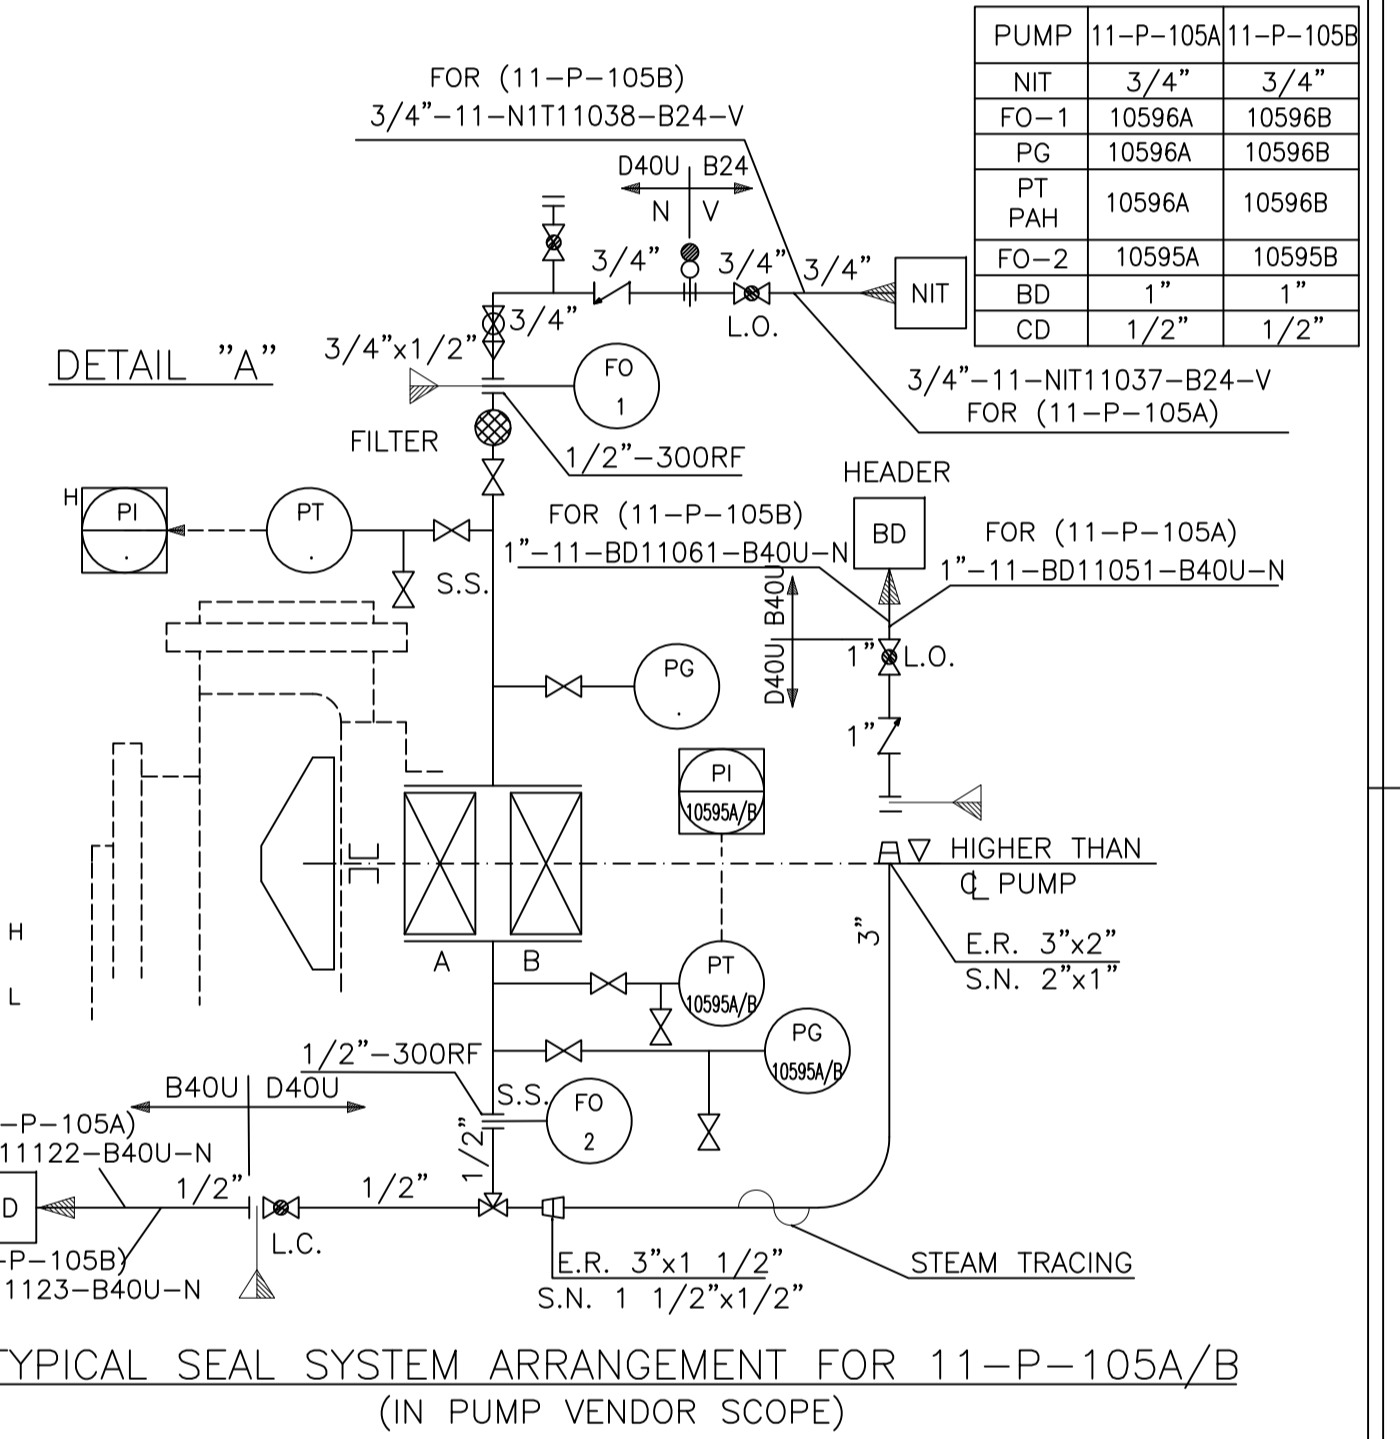 PUMP 11-P-105A 11-P-105B
NIT 3/4" 3/4"
FO-1 10596A 10596B
PG 10596A 10596B
PT PAH 10596A 10596B
FO-2 10595A 10595B
BD 1" 1"
CD 1/2" 1/2"
FOR (11-P-105B)
3/4"-11-N1T11038-B24-V
D40U B24
N V
3/4" 3/4" 3/4"
NIT
L.O.
3/4"
DETAIL "A"
3/4"x1/2"
FO
1
3/4"-11-NIT11037-B24-V
FOR (11-P-105A)
FILTER
1/2"-300RF
HEADER
H
PI
.
PT
.
S.S.
FOR (11-P-105B)
1"-11-BD11061-B40U-N
BD
FOR (11-P-105A)
1"-11-BD11051-B40U-N
D40U B40U
1"
L.O.
PG
.
1"
PI
10595A/B
HIGHER THAN
℄ PUMP
3"
E.R. 3"x2"
S.N. 2"x1"
H
L
A B
PT
10595A/B
PG
10595A/B
1/2"-300RF
S.S.
FO
2
1/2"
B40U D40U
-P-105A)
11122-B40U-N
D
1/2"
1/2"
L.C.
-P-105B)
1123-B40U-N
E.R. 3"x1 1/2"
S.N. 1 1/2"x1/2"
STEAM TRACING
TYPICAL SEAL SYSTEM ARRANGEMENT FOR 11-P-105A/B
(IN PUMP VENDOR SCOPE)